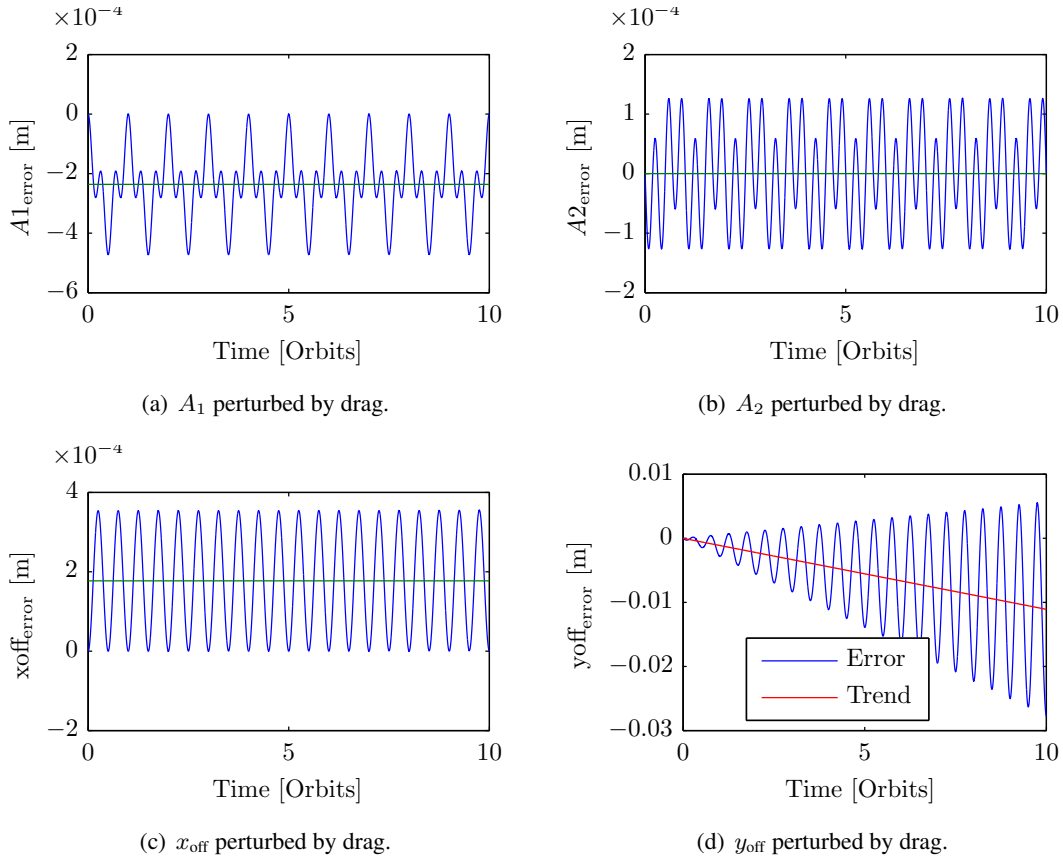 ×10⁻⁴
2
0
−2
−4
−6
A1error [m]
0 5 10
Time [Orbits]
(a) A₁ perturbed by drag.
×10⁻⁴
2
1
0
−1
−2
A2error [m]
0 5 10
Time [Orbits]
(b) A₂ perturbed by drag.
×10⁻⁴
4
2
0
−2
xofferror [m]
0 5 10
Time [Orbits]
(c) xoff perturbed by drag.
0.01
0
−0.01
−0.02
−0.03
yofferror [m]
Error
Trend
0 5 10
Time [Orbits]
(d) yoff perturbed by drag.